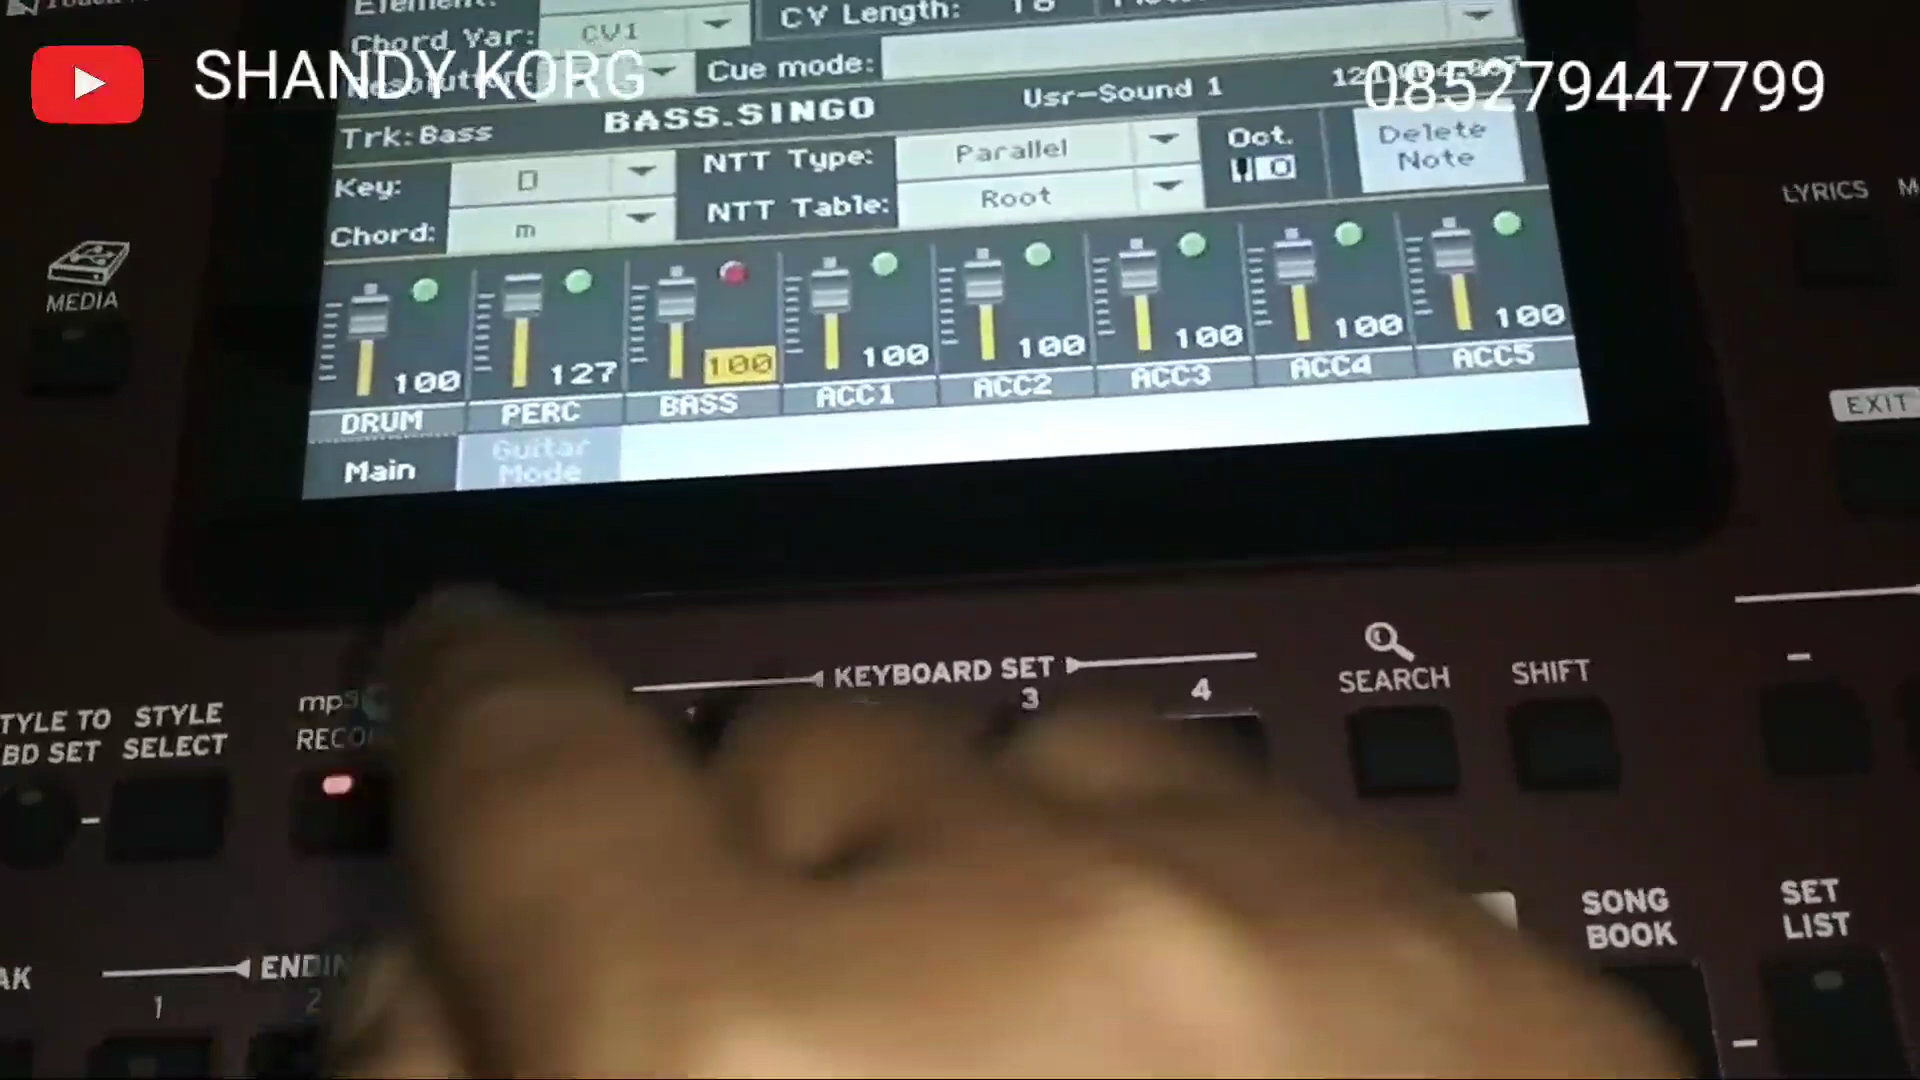 Element:
CV Length:
Chord Var: CV1
Cue mode:
SHANDY KORG
085279447799
Trk:Bass BASS.SINGO Usr-Sound 1
Key: D NTT Type: Parallel Oct. 0 Delete Note
Chord: m NTT Table: Root
100 127 100 100 100 100 100 100
DRUM PERC BASS ACC1 ACC2 ACC3 ACC4 ACC5
Main Guitar Mode
MEDIA
LYRICS
EXIT
KEYBOARD SET
3 4
SEARCH SHIFT
STYLE SELECT
SONG BOOK
SET LIST
1 2